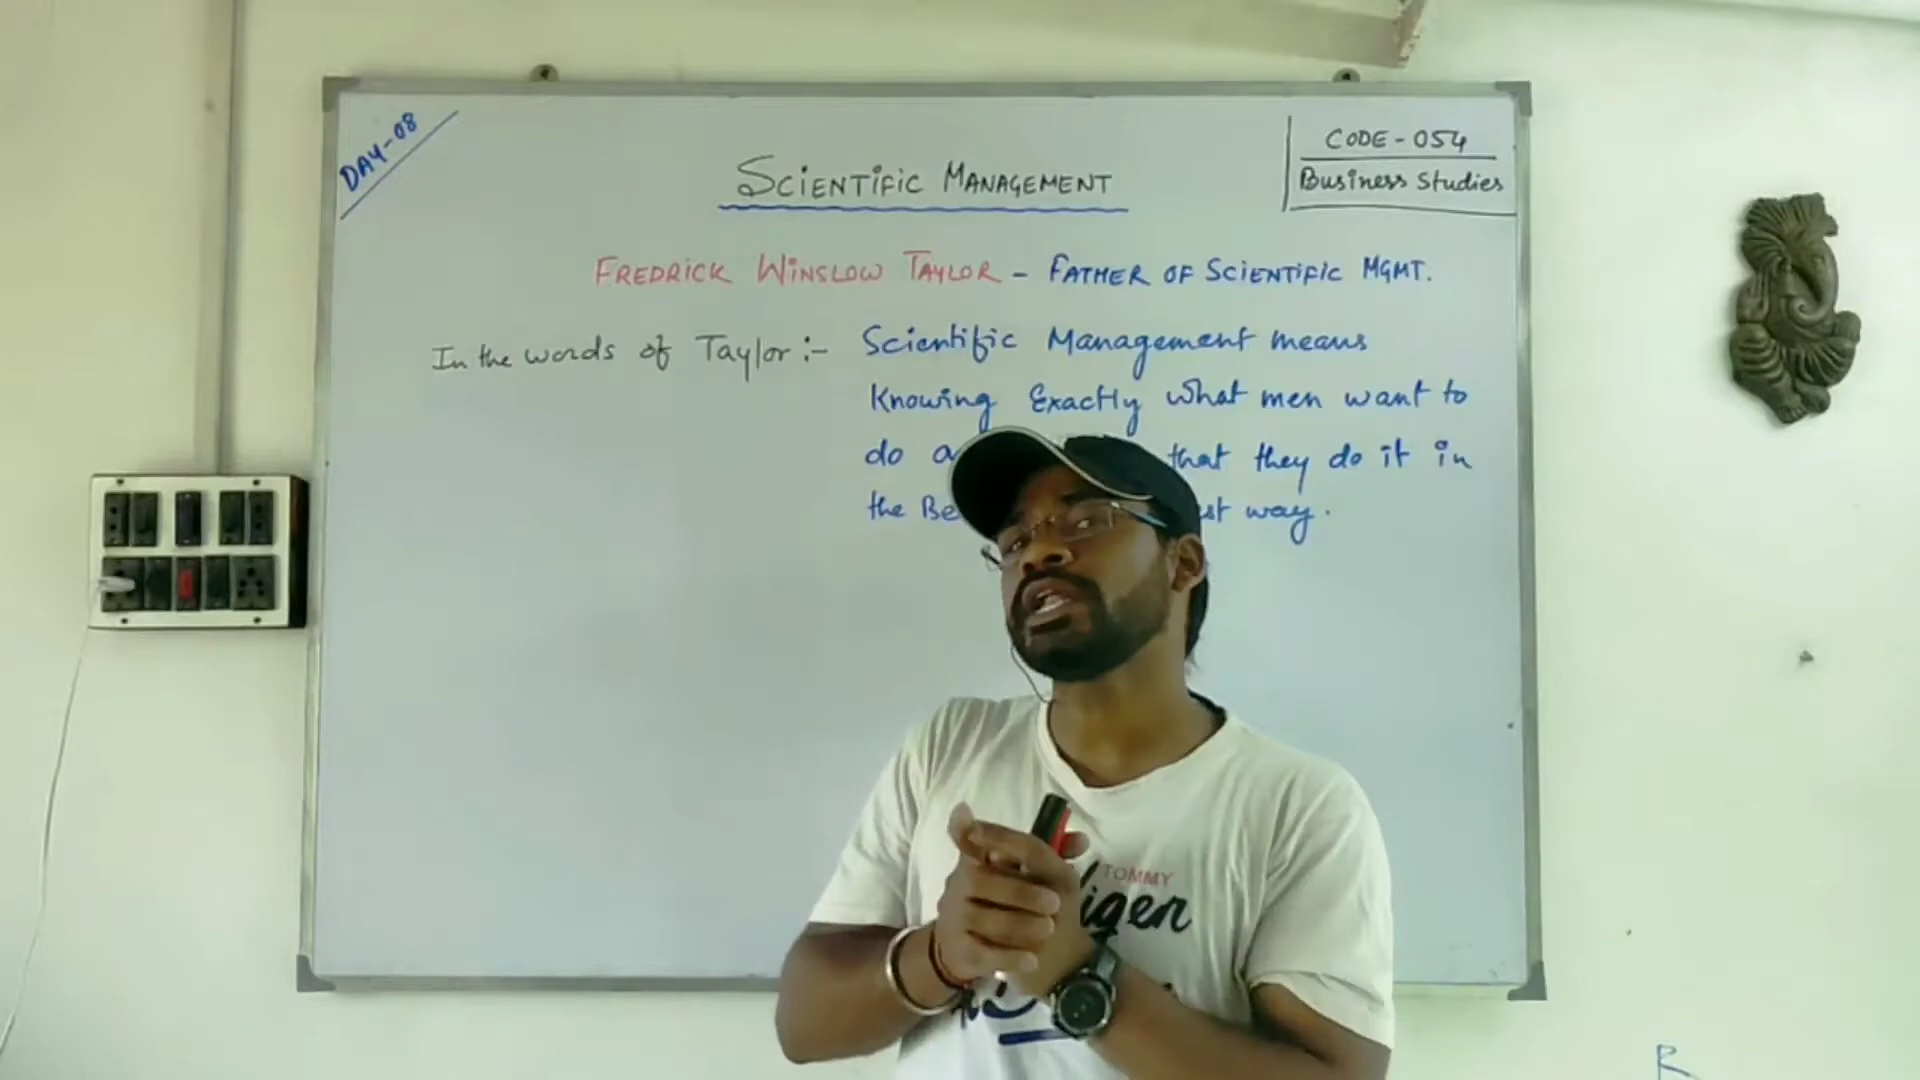 DAY-08
CODE-054
Business Studies
SCIENTIFIC MANAGEMENT
FREDRICK WINSLOW TAYLOR - FATHER OF SCIENTIFIC MGMT.
In the words of Taylor :- Scientific Management means
Knowing Exactly what men want to
do that they do it in
the way.
TOMMY
R